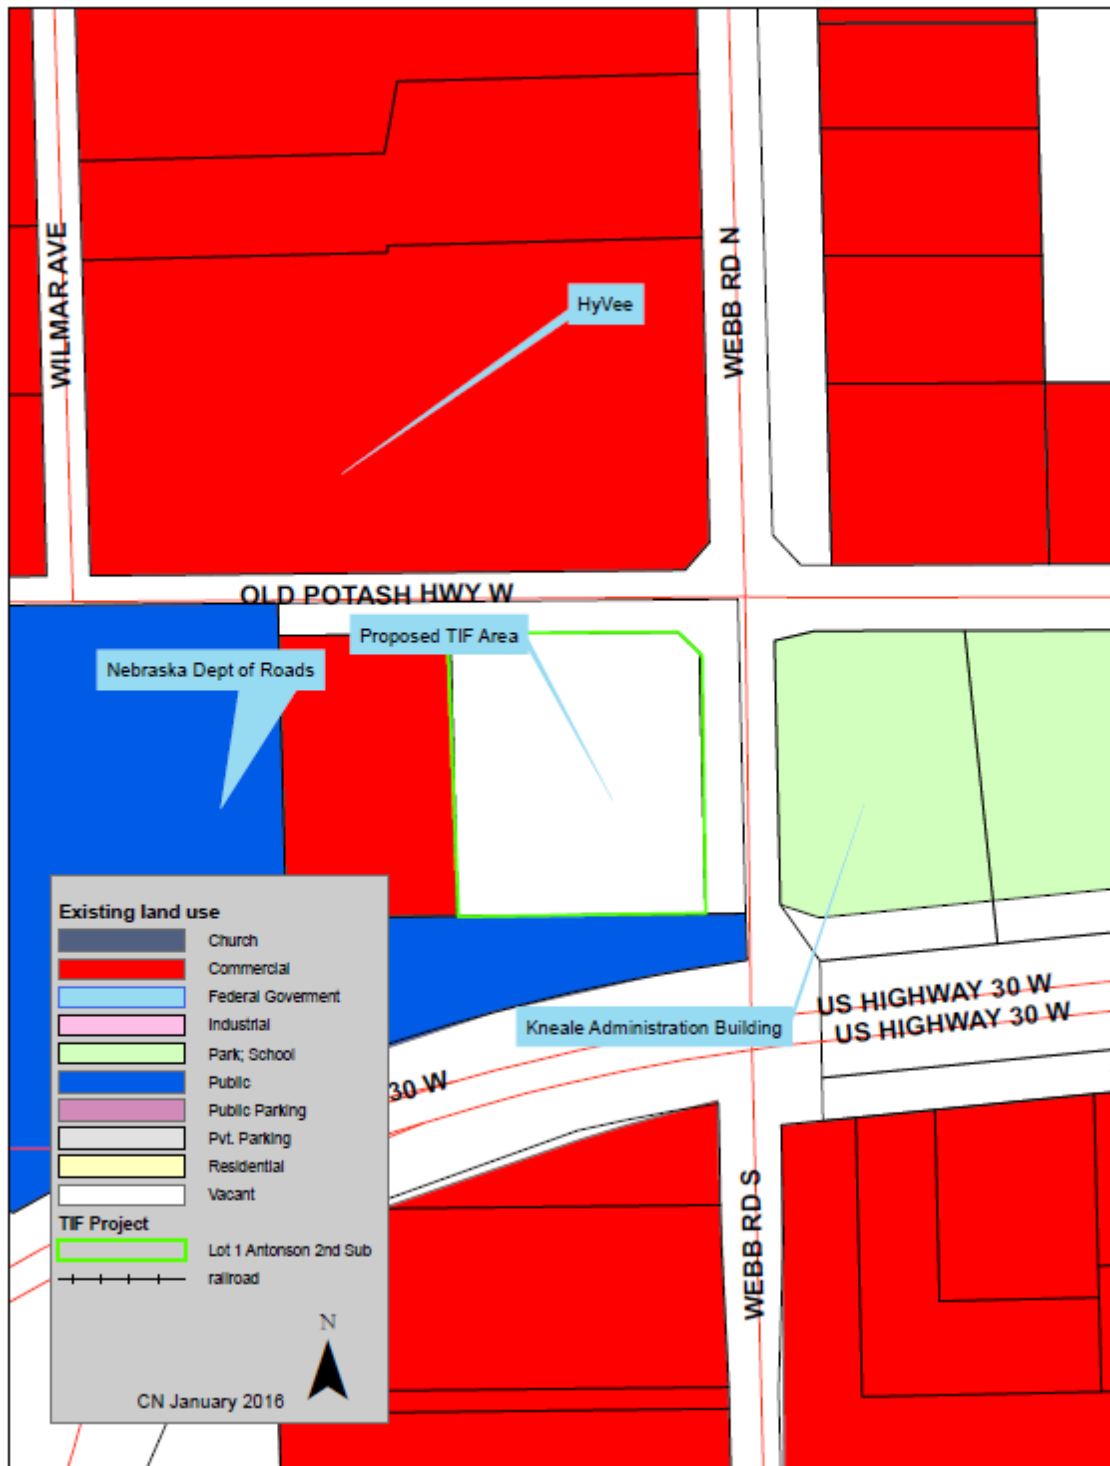 WILMAR AVE
WEBB RD N
HyVee
OLD POTASH HWY W
Proposed TIF Area
Nebraska Dept of Roads
Kneale Administration Building
US HIGHWAY 30 W
US HIGHWAY 30 W
30 W
WEBB RD S
Existing land use
Church
Commercial
Federal Goverment
Industrial
Park; School
Public
Public Parking
Pvt. Parking
Residential
Vacant
TIF Project
Lot 1 Antonson 2nd Sub
railroad
N
CN January 2016